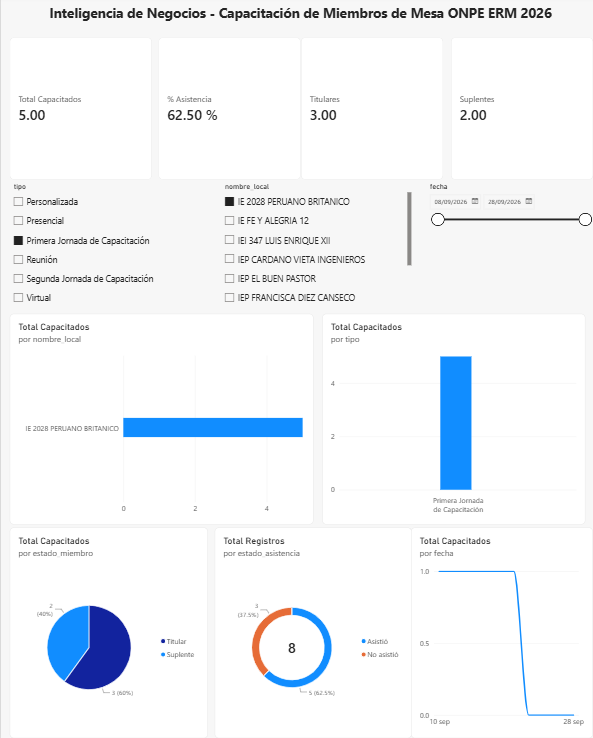 Inteligencia de Negocios - Capacitación de Miembros de Mesa ONPE ERM 2026
Total Capacitados
5.00
% Asistencia
62.50 %
Titulares
3.00
Suplentes
2.00
tipo
Personalizada
Presencial
Primera Jornada de Capacitación
Reunión
Segunda Jornada de Capacitación
Virtual
nombre_local
IE 2028 PERUANO BRITANICO
IE FE Y ALEGRIA 12
IEI 347 LUIS ENRIQUE XII
IEP CARDANO VIETA INGENIEROS
IEP EL BUEN PASTOR
IEP FRANCISCA DIEZ CANSECO
fecha
08/09/2026 28/09/2026
Total Capacitados
por nombre_local
IE 2028 PERUANO BRITANICO
0 2 4
Total Capacitados
por tipo
4
2
0
Primera Jornada
de Capacitación
Total Capacitados
por estado_miembro
2
(40%)
3 (60%)
Titular
Suplente
Total Registros
por estado_asistencia
3
(37.5%)
8
5 (62.5%)
Asistió
No asistió
Total Capacitados
por fecha
1.0
0.5
0.0
10 sep 28 sep